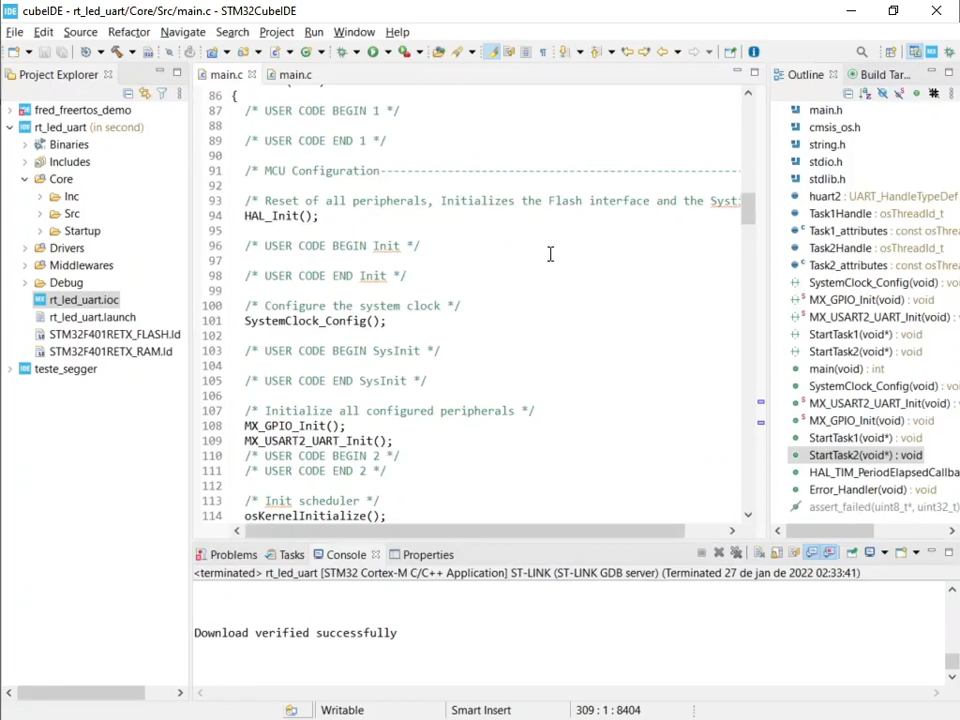 IDE cubeIDE - rt_led_uart/Core/Src/main.c - STM32CubeIDE
File Edit Source Refactor Navigate Search Project Run Window Help
Project Explorer
fred_freertos_demo
rt_led_uart (in second)
Binaries
Includes
Core
Inc
Src
Startup
Drivers
Middlewares
Debug
rt_led_uart.ioc
rt_led_uart.launch
STM32F401RETX_FLASH.ld
STM32F401RETX_RAM.ld
teste_segger
main.c main.c
86 {
87 /* USER CODE BEGIN 1 */
88
89 /* USER CODE END 1 */
90
91 /* MCU Configuration--------------------------------------------------------
92
93 /* Reset of all peripherals, Initializes the Flash interface and the Systi
94 HAL_Init();
95
96 /* USER CODE BEGIN Init */
97
98 /* USER CODE END Init */
99
100 /* Configure the system clock */
101 SystemClock_Config();
102
103 /* USER CODE BEGIN SysInit */
104
105 /* USER CODE END SysInit */
106
107 /* Initialize all configured peripherals */
108 MX_GPIO_Init();
109 MX_USART2_UART_Init();
110 /* USER CODE BEGIN 2 */
111 /* USER CODE END 2 */
112
113 /* Init scheduler */
114 osKernelInitialize();
Outline Build Tar...
main.h
cmsis_os.h
string.h
stdio.h
stdlib.h
huart2 : UART_HandleTypeDef
Task1Handle : osThreadId_t
Task1_attributes : const osThre
Task2Handle : osThreadId_t
Task2_attributes : const osThre
SystemClock_Config(void) : voi
MX_GPIO_Init(void) : void
MX_USART2_UART_Init(void) : v
StartTask1(void*) : void
StartTask2(void*) : void
main(void) : int
SystemClock_Config(void) : voi
MX_USART2_UART_Init(void) : v
MX_GPIO_Init(void) : void
StartTask1(void*) : void
StartTask2(void*) : void
HAL_TIM_PeriodElapsedCallba
Error_Handler(void) : void
assert_failed(uint8_t*, uint32_t)
Problems Tasks Console Properties
<terminated> rt_led_uart [STM32 Cortex-M C/C++ Application] ST-LINK (ST-LINK GDB server) (Terminated 27 de jan de 2022 02:33:41)
Download verified successfully
Writable Smart Insert 309 : 1 : 8404